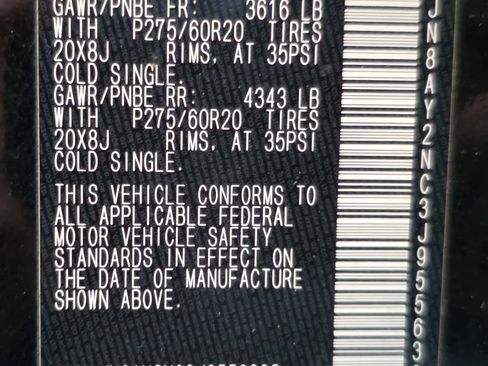 GAWR/PNBE FR: 3616 LB
WITH P275/60R20 TIRES
20X8J RIMS, AT 35PSI
COLD SINGLE.
GAWR/PNBE RR: 4343 LB
WITH P275/60R20 TIRES
20X8J RIMS, AT 35PSI
COLD SINGLE.
THIS VEHICLE CONFORMS TO
ALL APPLICABLE FEDERAL
MOTOR VEHICLE SAFETY
STANDARDS IN EFFECT ON
THE DATE OF MANUFACTURE
SHOWN ABOVE.
JN8AY2NC3J95563